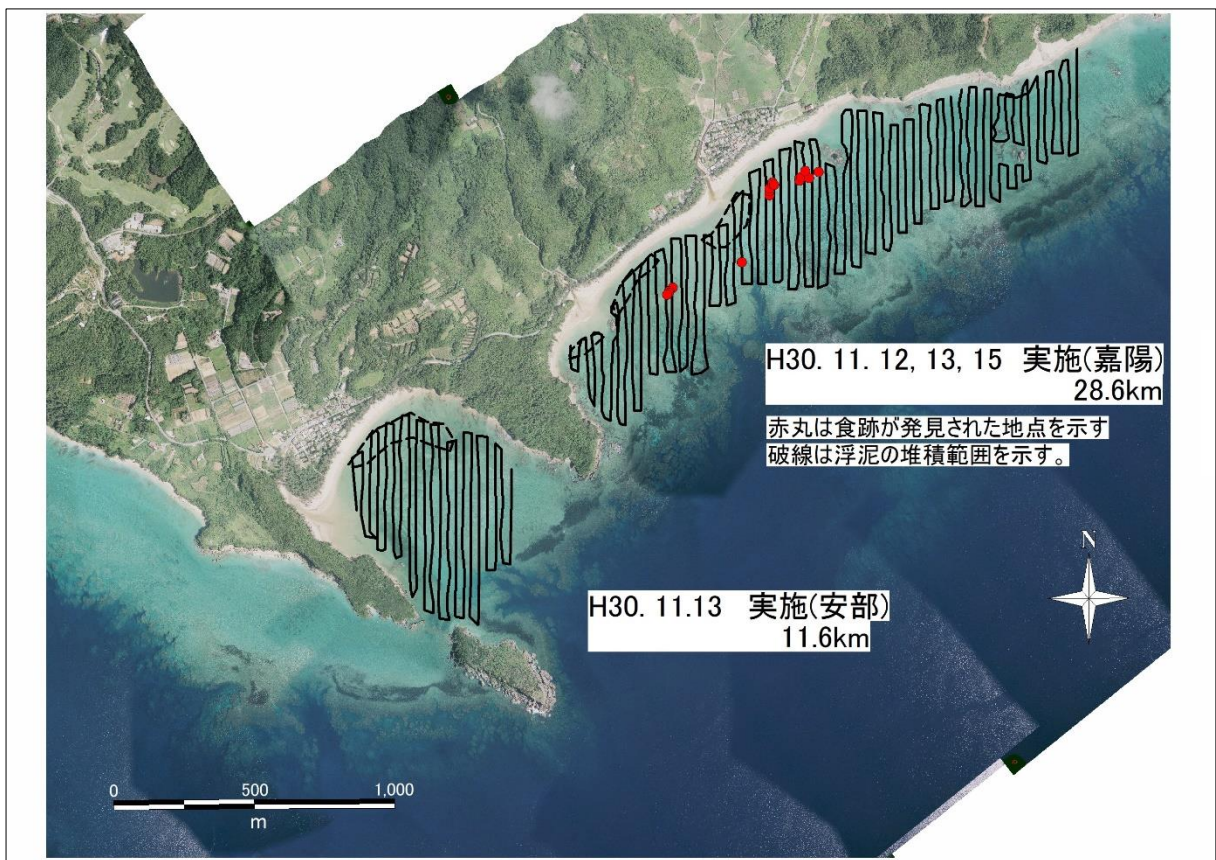 H30. 11. 12, 13, 15 実施(嘉陽)
28.6km
赤丸は食跡が発見された地点を示す
破線は浮泥の堆積範囲を示す。
N
H30. 11.13 実施(安部)
11.6km
0 500 1,000
m